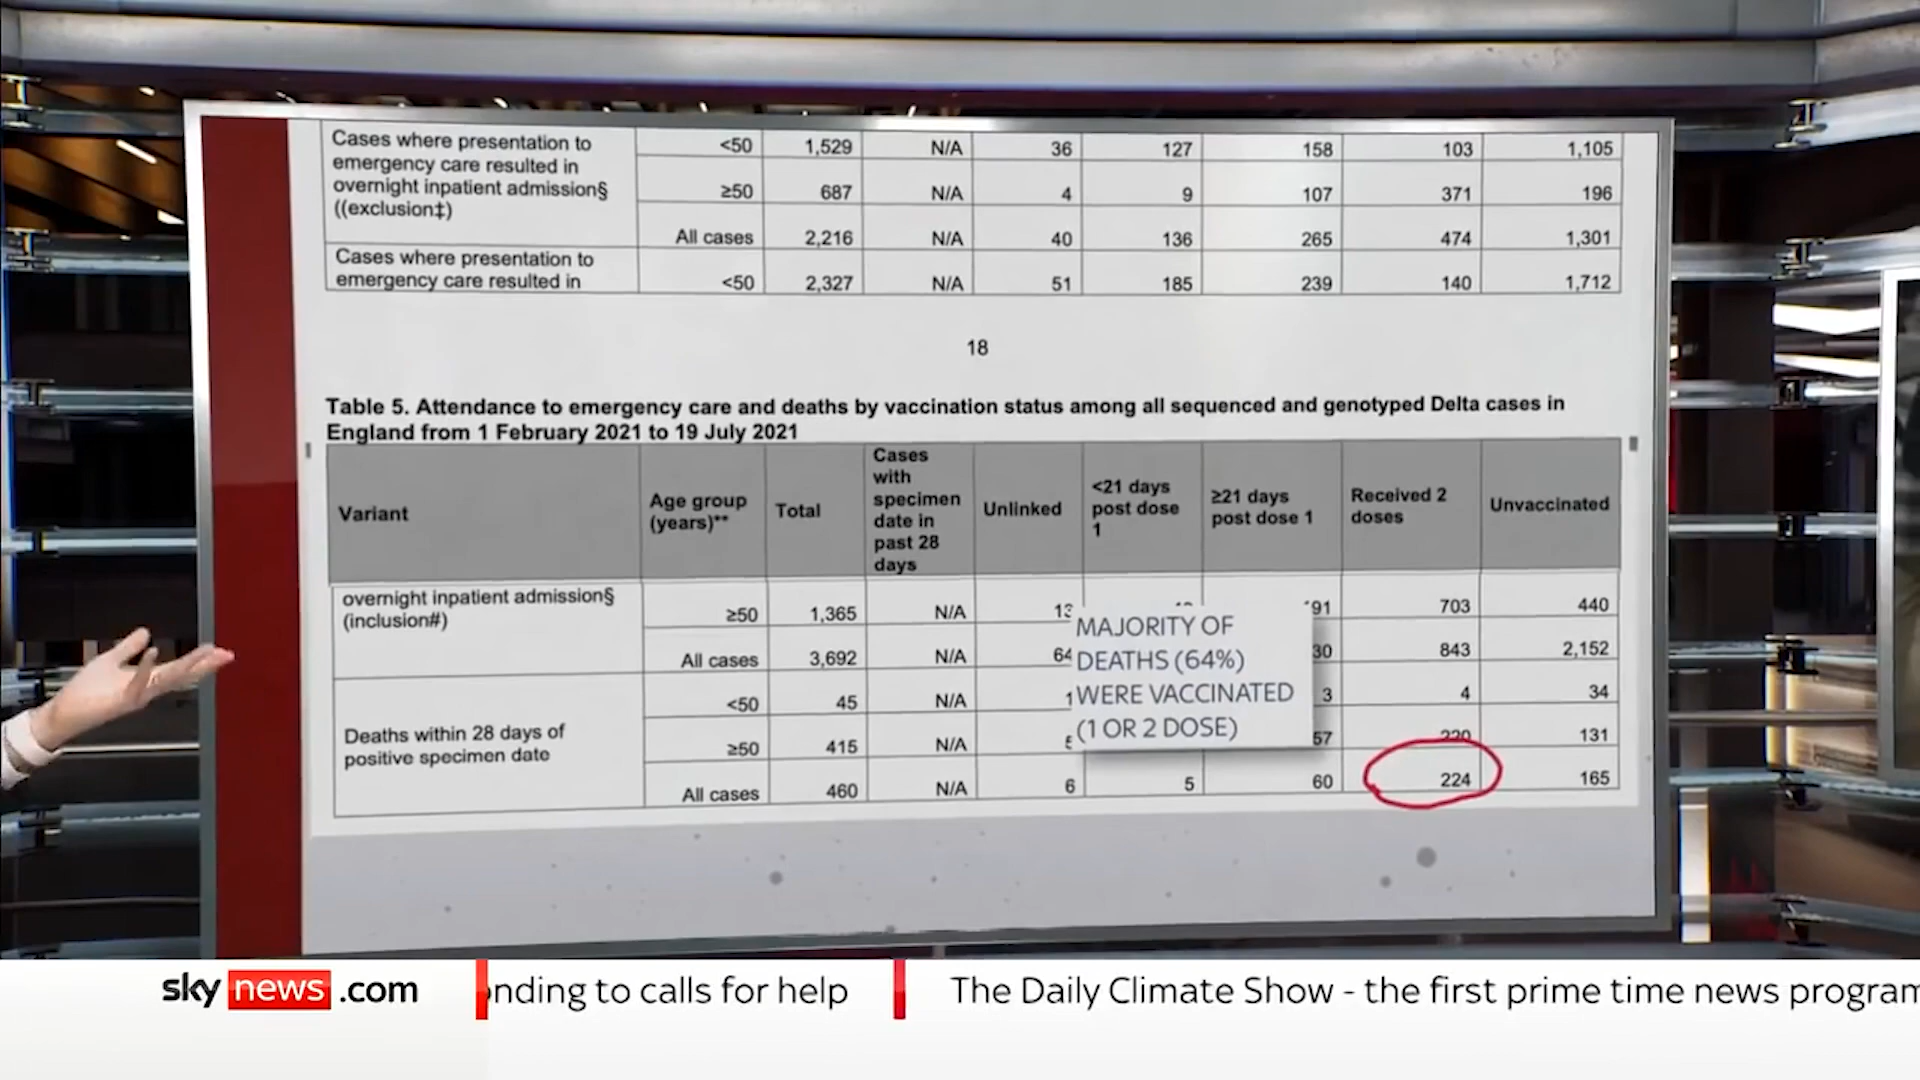 Cases where presentation to
emergency care resulted in
overnight inpatient admission§
((exclusion‡)
<50 1,529 N/A 36 127 158 103 1,105
≥50 687 N/A 4 9 107 371 196
All cases 2,216 N/A 40 136 265 474 1,301
Cases where presentation to
emergency care resulted in
<50 2,327 N/A 51 185 239 140 1,712
18
Table 5. Attendance to emergency care and deaths by vaccination status among all sequenced and genotyped Delta cases in
England from 1 February 2021 to 19 July 2021
Variant
Age group
(years)**
Total
Cases
with
specimen
date in
past 28
days
Unlinked
<21 days
post dose
1
≥21 days
post dose 1
Received 2
doses
Unvaccinated
overnight inpatient admission§
(inclusion#)
≥50 1,365 N/A 13 91 703 440
All cases 3,692 N/A 64 30 843 2,152
Deaths within 28 days of
positive specimen date
<50 45 N/A 1 3 4 34
≥50 415 N/A 57 220 131
All cases 460 N/A 6 5 60 224 165
MAJORITY OF
DEATHS (64%)
WERE VACCINATED
(1 OR 2 DOSE)
sky news .com
onding to calls for help
The Daily Climate Show - the first prime time news program